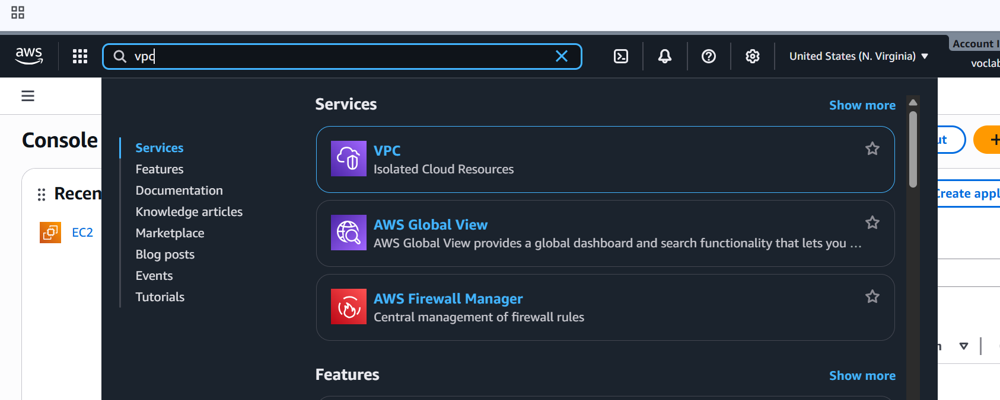 aws
vpc
United States (N. Virginia)
Account
voclab
Console
Services
Features
Documentation
Knowledge articles
Marketplace
Blog posts
Events
Tutorials
Recen
EC2
Services
Show more
VPC
Isolated Cloud Resources
AWS Global View
AWS Global View provides a global dashboard and search functionality that lets you ...
AWS Firewall Manager
Central management of firewall rules
Features
Show more
ut
+
Create appl